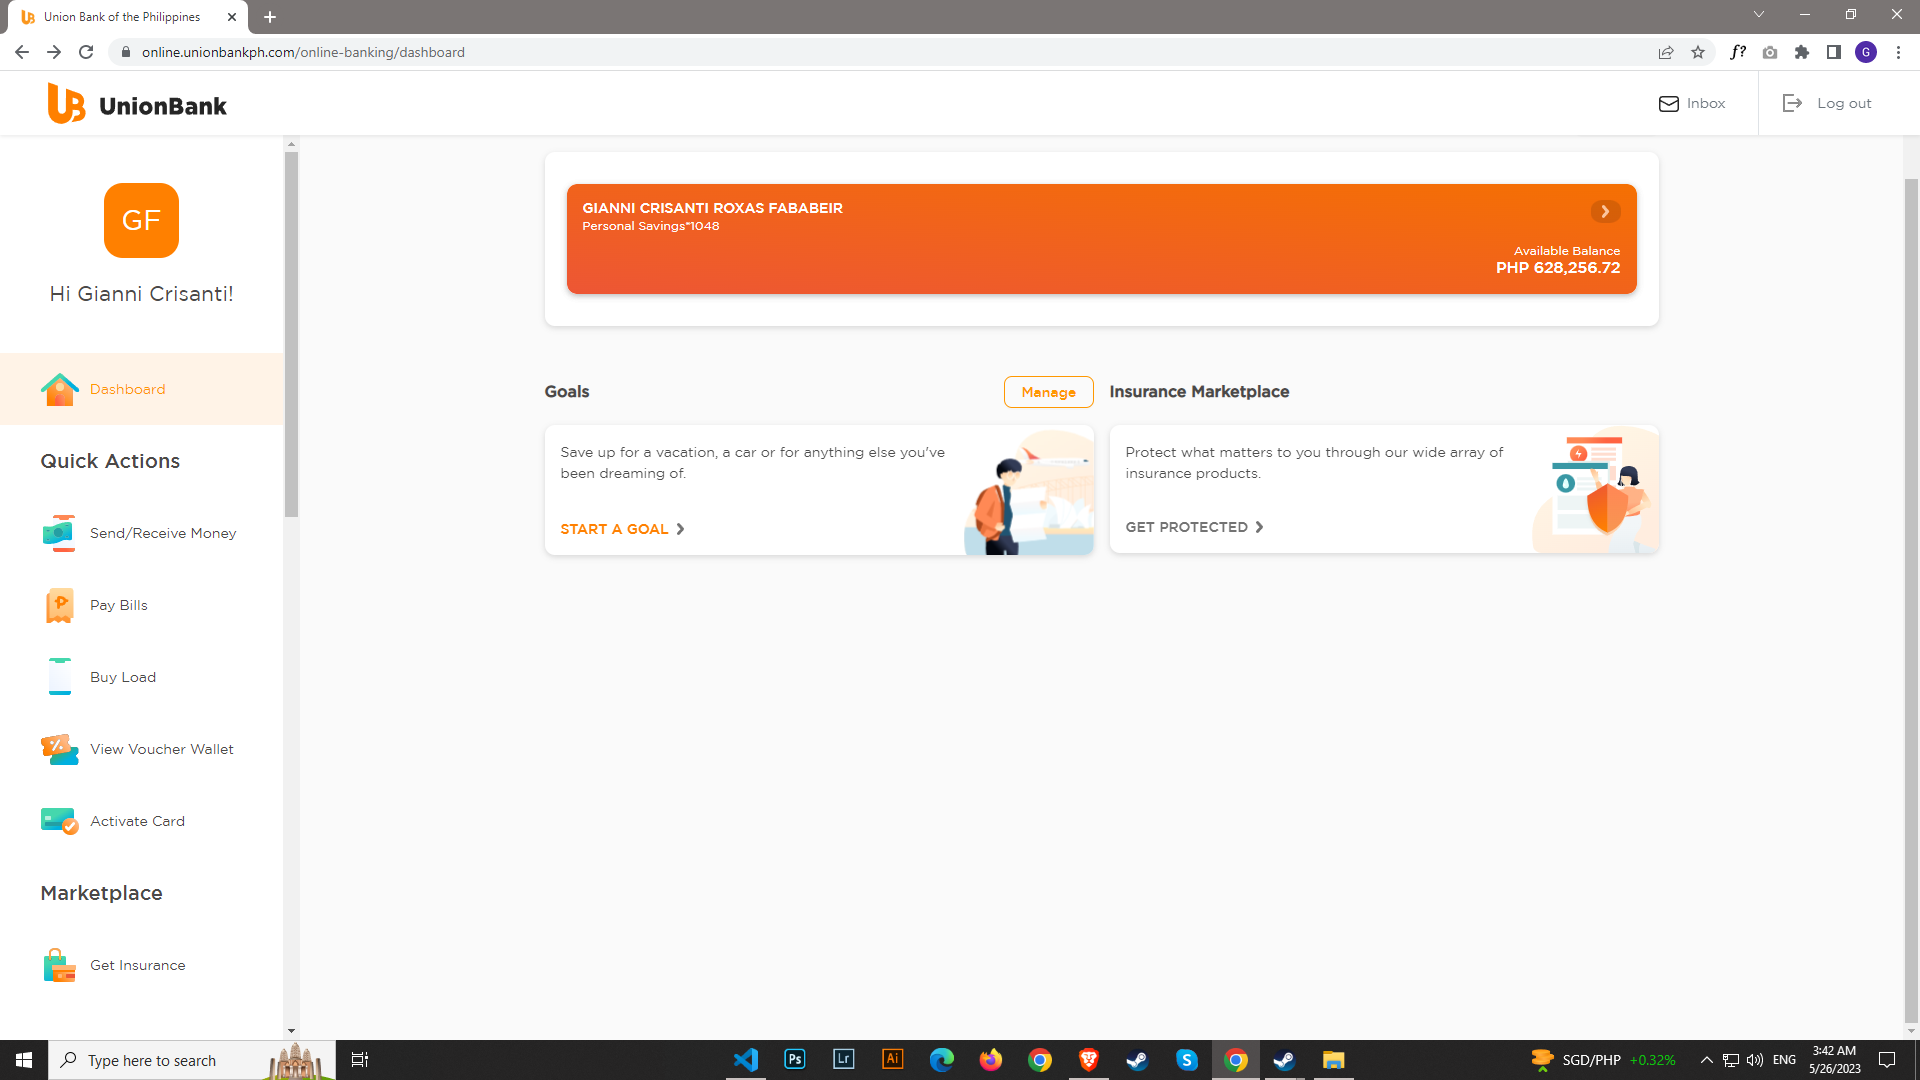 Union Bank of the Philippines
online.unionbankph.com/online-banking/dashboard
f?
G
UB UnionBank
Inbox
Log out
GF
Hi Gianni Crisanti!
Dashboard
Quick Actions
Send/Receive Money
Pay Bills
Buy Load
View Voucher Wallet
Activate Card
Marketplace
Get Insurance
GIANNI CRISANTI ROXAS FABABEIR
Personal Savings*1048
Available Balance
PHP 628,256.72
Goals
Manage
Save up for a vacation, a car or for anything else you've
been dreaming of.
START A GOAL
Insurance Marketplace
Protect what matters to you through our wide array of
insurance products.
GET PROTECTED
Type here to search
Ps
Lr
Ai
S
SGD/PHP +0.32%
ENG
3:42 AM
5/26/2023